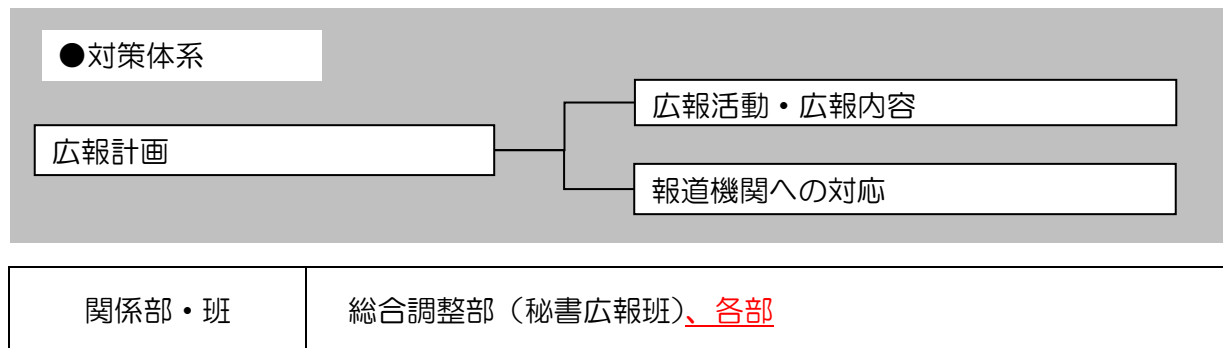 ●対策体系
広報計画
広報活動・広報内容
報道機関への対応
関係部・班
総合調整部（秘書広報班）、各部